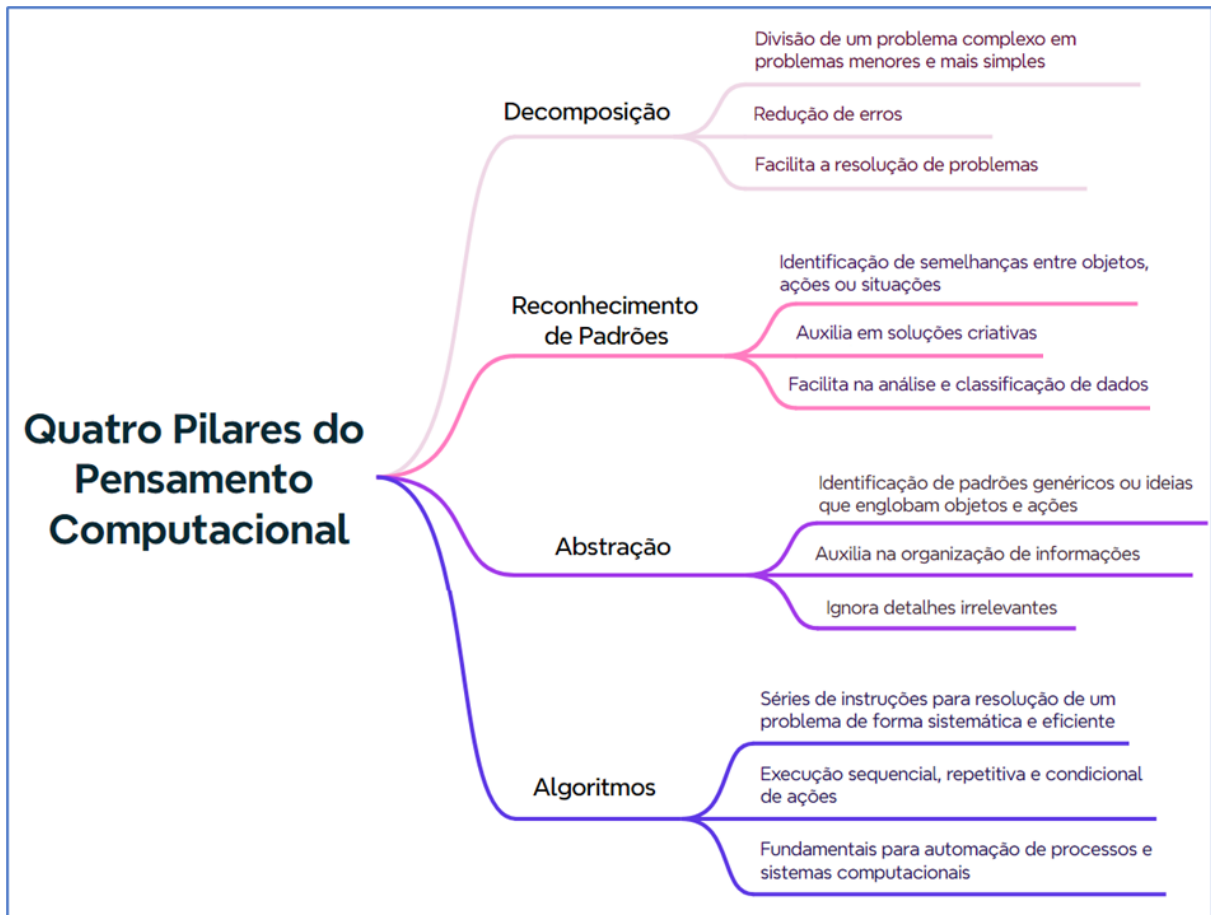 Quatro Pilares do
Pensamento
Computacional
Decomposição
Divisão de um problema complexo em
problemas menores e mais simples
Redução de erros
Facilita a resolução de problemas
Reconhecimento
de Padrões
Identificação de semelhanças entre objetos,
ações ou situações
Auxilia em soluções criativas
Facilita na análise e classificação de dados
Abstração
Identificação de padrões genéricos ou ideias
que englobam objetos e ações
Auxilia na organização de informações
Ignora detalhes irrelevantes
Algoritmos
Séries de instruções para resolução de um
problema de forma sistemática e eficiente
Execução sequencial, repetitiva e condicional
de ações
Fundamentais para automação de processos e
sistemas computacionais